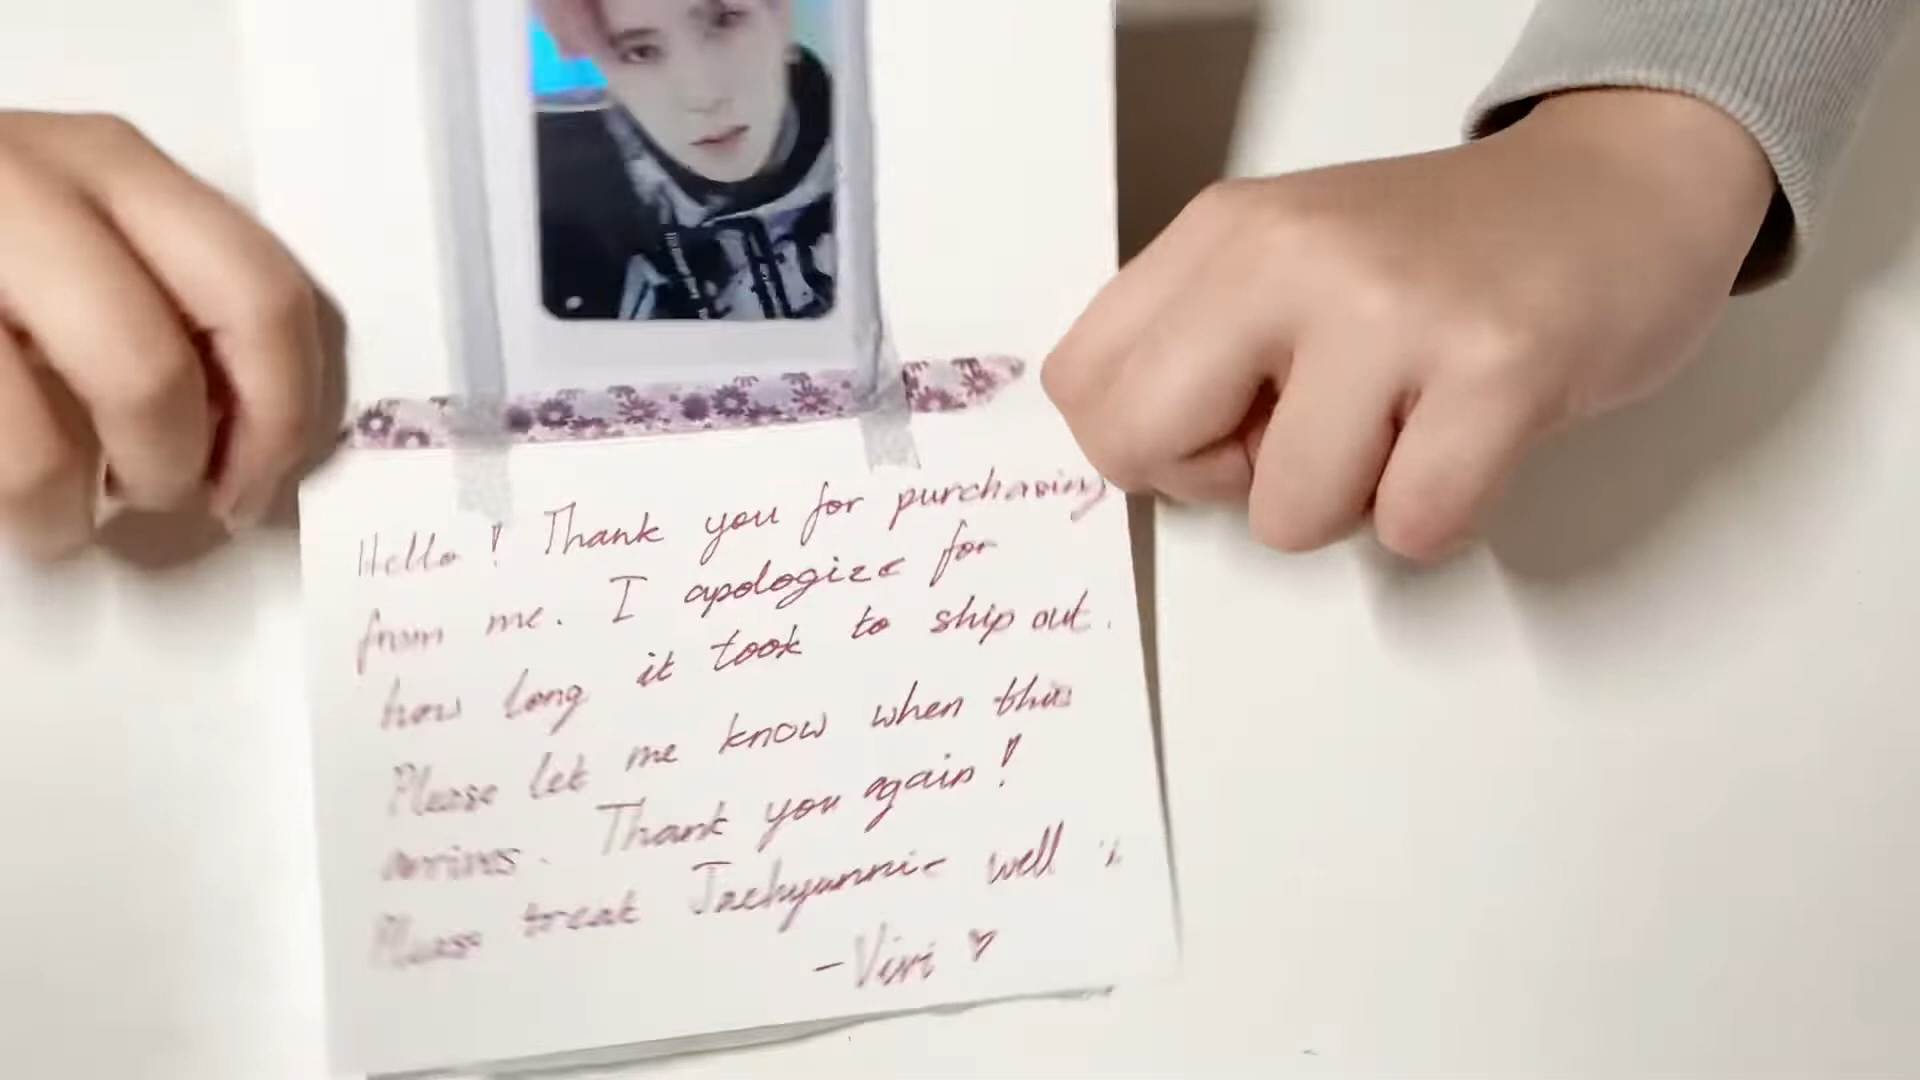 Hello! Thank you for purchasing
from me. I apologize for
how long it took to ship out.
Please let me know when this
arrives. Thank you again!
Please treat Jaehyunnie well :)
-Vivi ♡